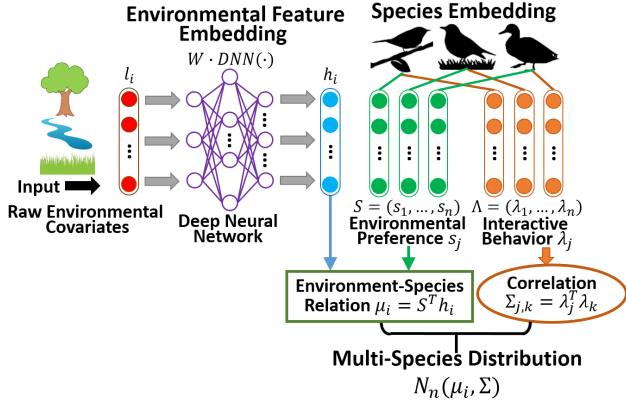 Environmental Feature
Embedding
W · DNN(·)
Species Embedding
l_i
h_i
Input
Raw Environmental
Covariates
Deep Neural
Network
S = (s_1, ..., s_n)
Environmental
Preference s_j
Λ = (λ_1, ..., λ_n)
Interactive
Behavior λ_j
Environment-Species
Relation μ_i = S^T h_i
Correlation
Σ_{j,k} = λ_j^T λ_k
Multi-Species Distribution
N_n(μ_i, Σ)